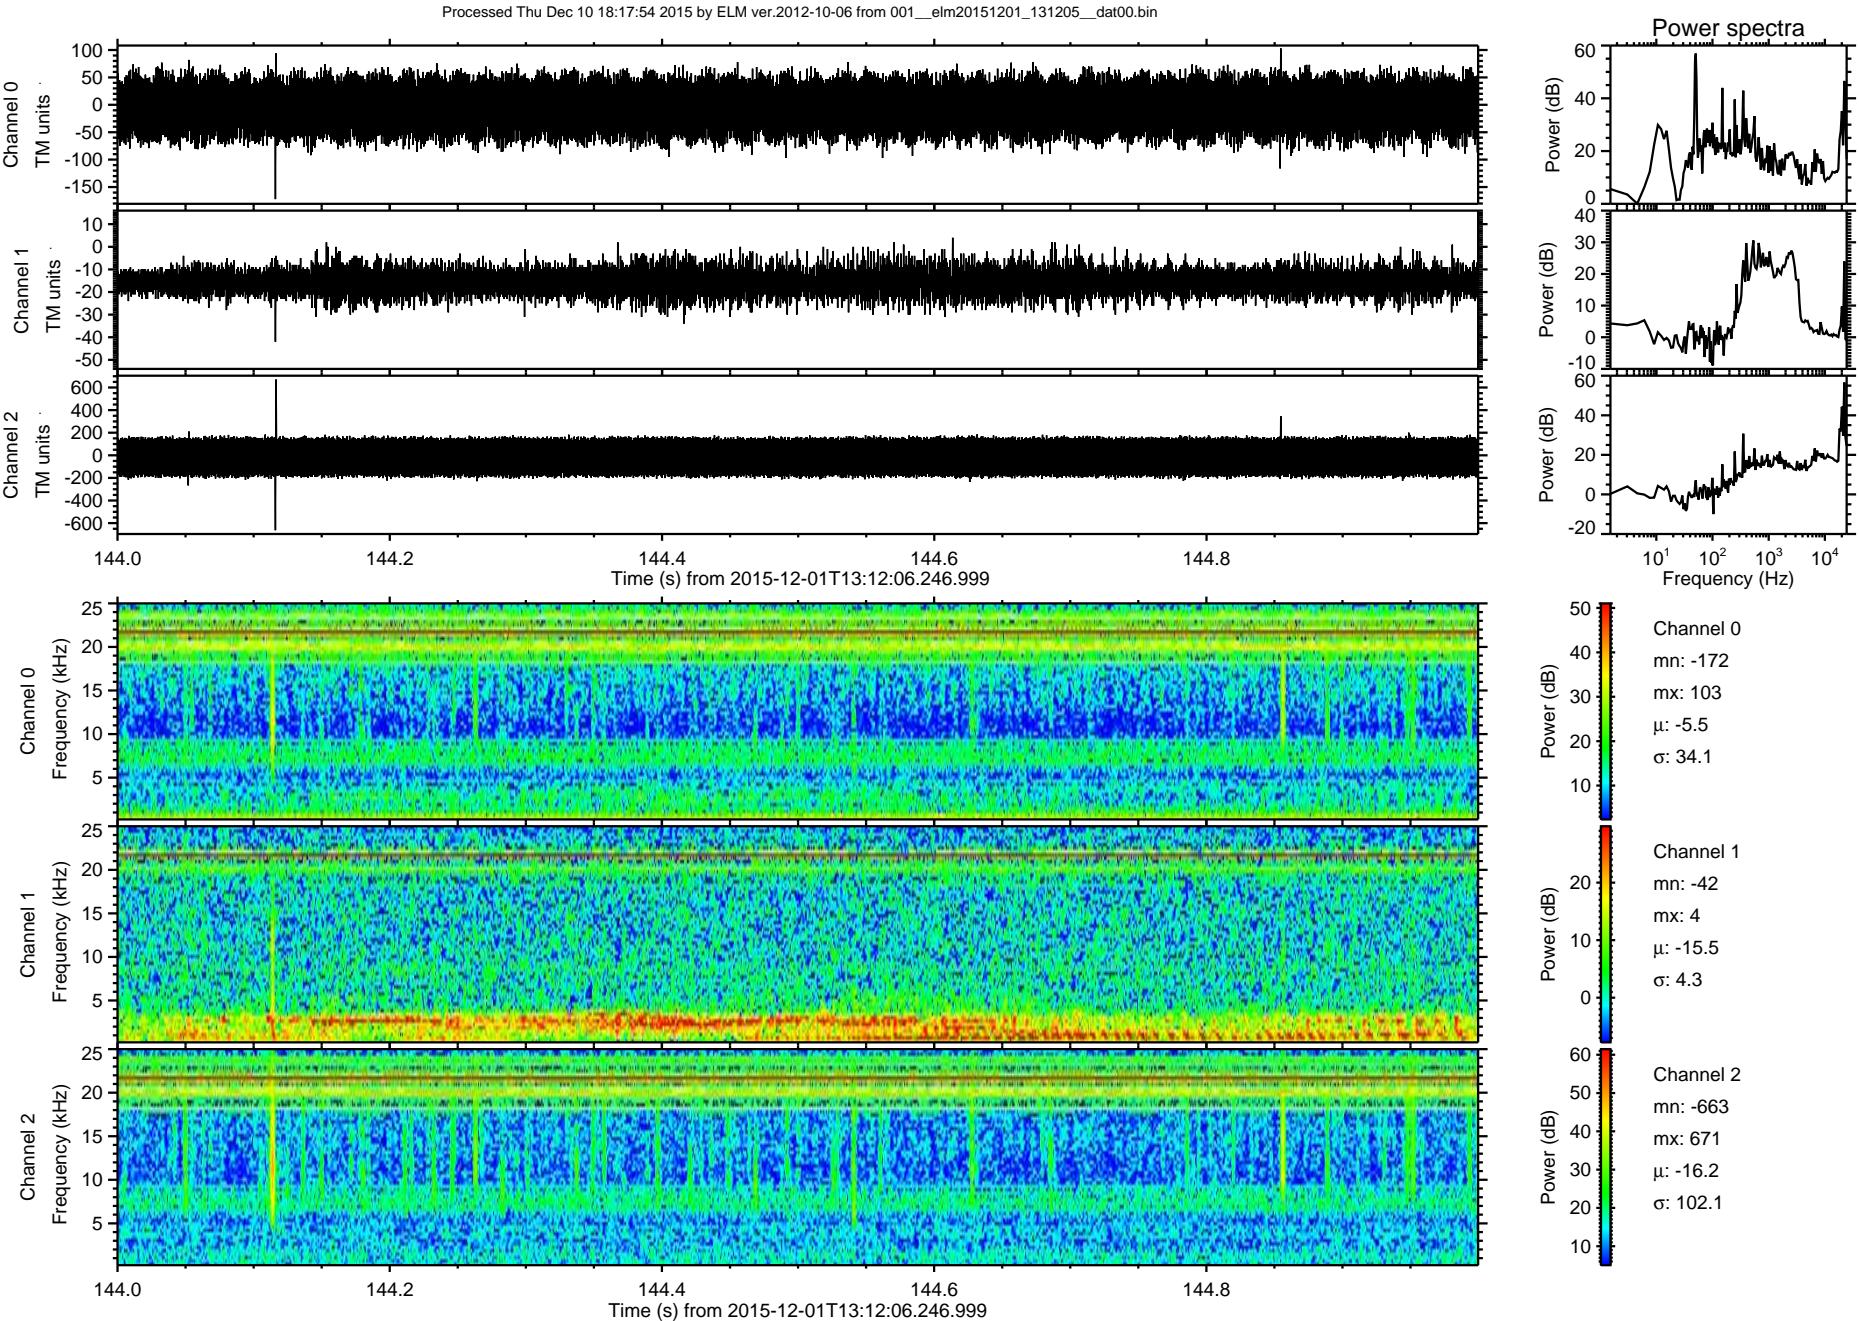 Processed Thu Dec 10 18:17:54 2015 by ELM ver.2012-10-06 from 001__elm20151201_131205__dat00.bin
Power spectra
Channel 0
TM units
100
50
0
-50
-100
-150
Power (dB)
60
40
20
0
Channel 1
TM units
10
0
-10
-20
-30
-40
-50
Power (dB)
40
30
20
10
0
-10
Channel 2
TM units
600
400
200
0
-200
-400
-600
Power (dB)
60
40
20
0
-20
144.0 144.2 144.4 144.6 144.8
Time (s) from 2015-12-01T13:12:06.246.999
10¹ 10² 10³ 10⁴
Frequency (Hz)
Channel 0
Frequency (kHz)
25
20
15
10
5
Power (dB)
50
40
30
20
10
Channel 0
mn: -172
mx: 103
μ: -5.5
σ: 34.1
Channel 1
Frequency (kHz)
25
20
15
10
5
Power (dB)
20
10
0
Channel 1
mn: -42
mx: 4
μ: -15.5
σ: 4.3
Channel 2
Frequency (kHz)
25
20
15
10
5
Power (dB)
60
50
40
30
20
10
Channel 2
mn: -663
mx: 671
μ: -16.2
σ: 102.1
144.0 144.2 144.4 144.6 144.8
Time (s) from 2015-12-01T13:12:06.246.999